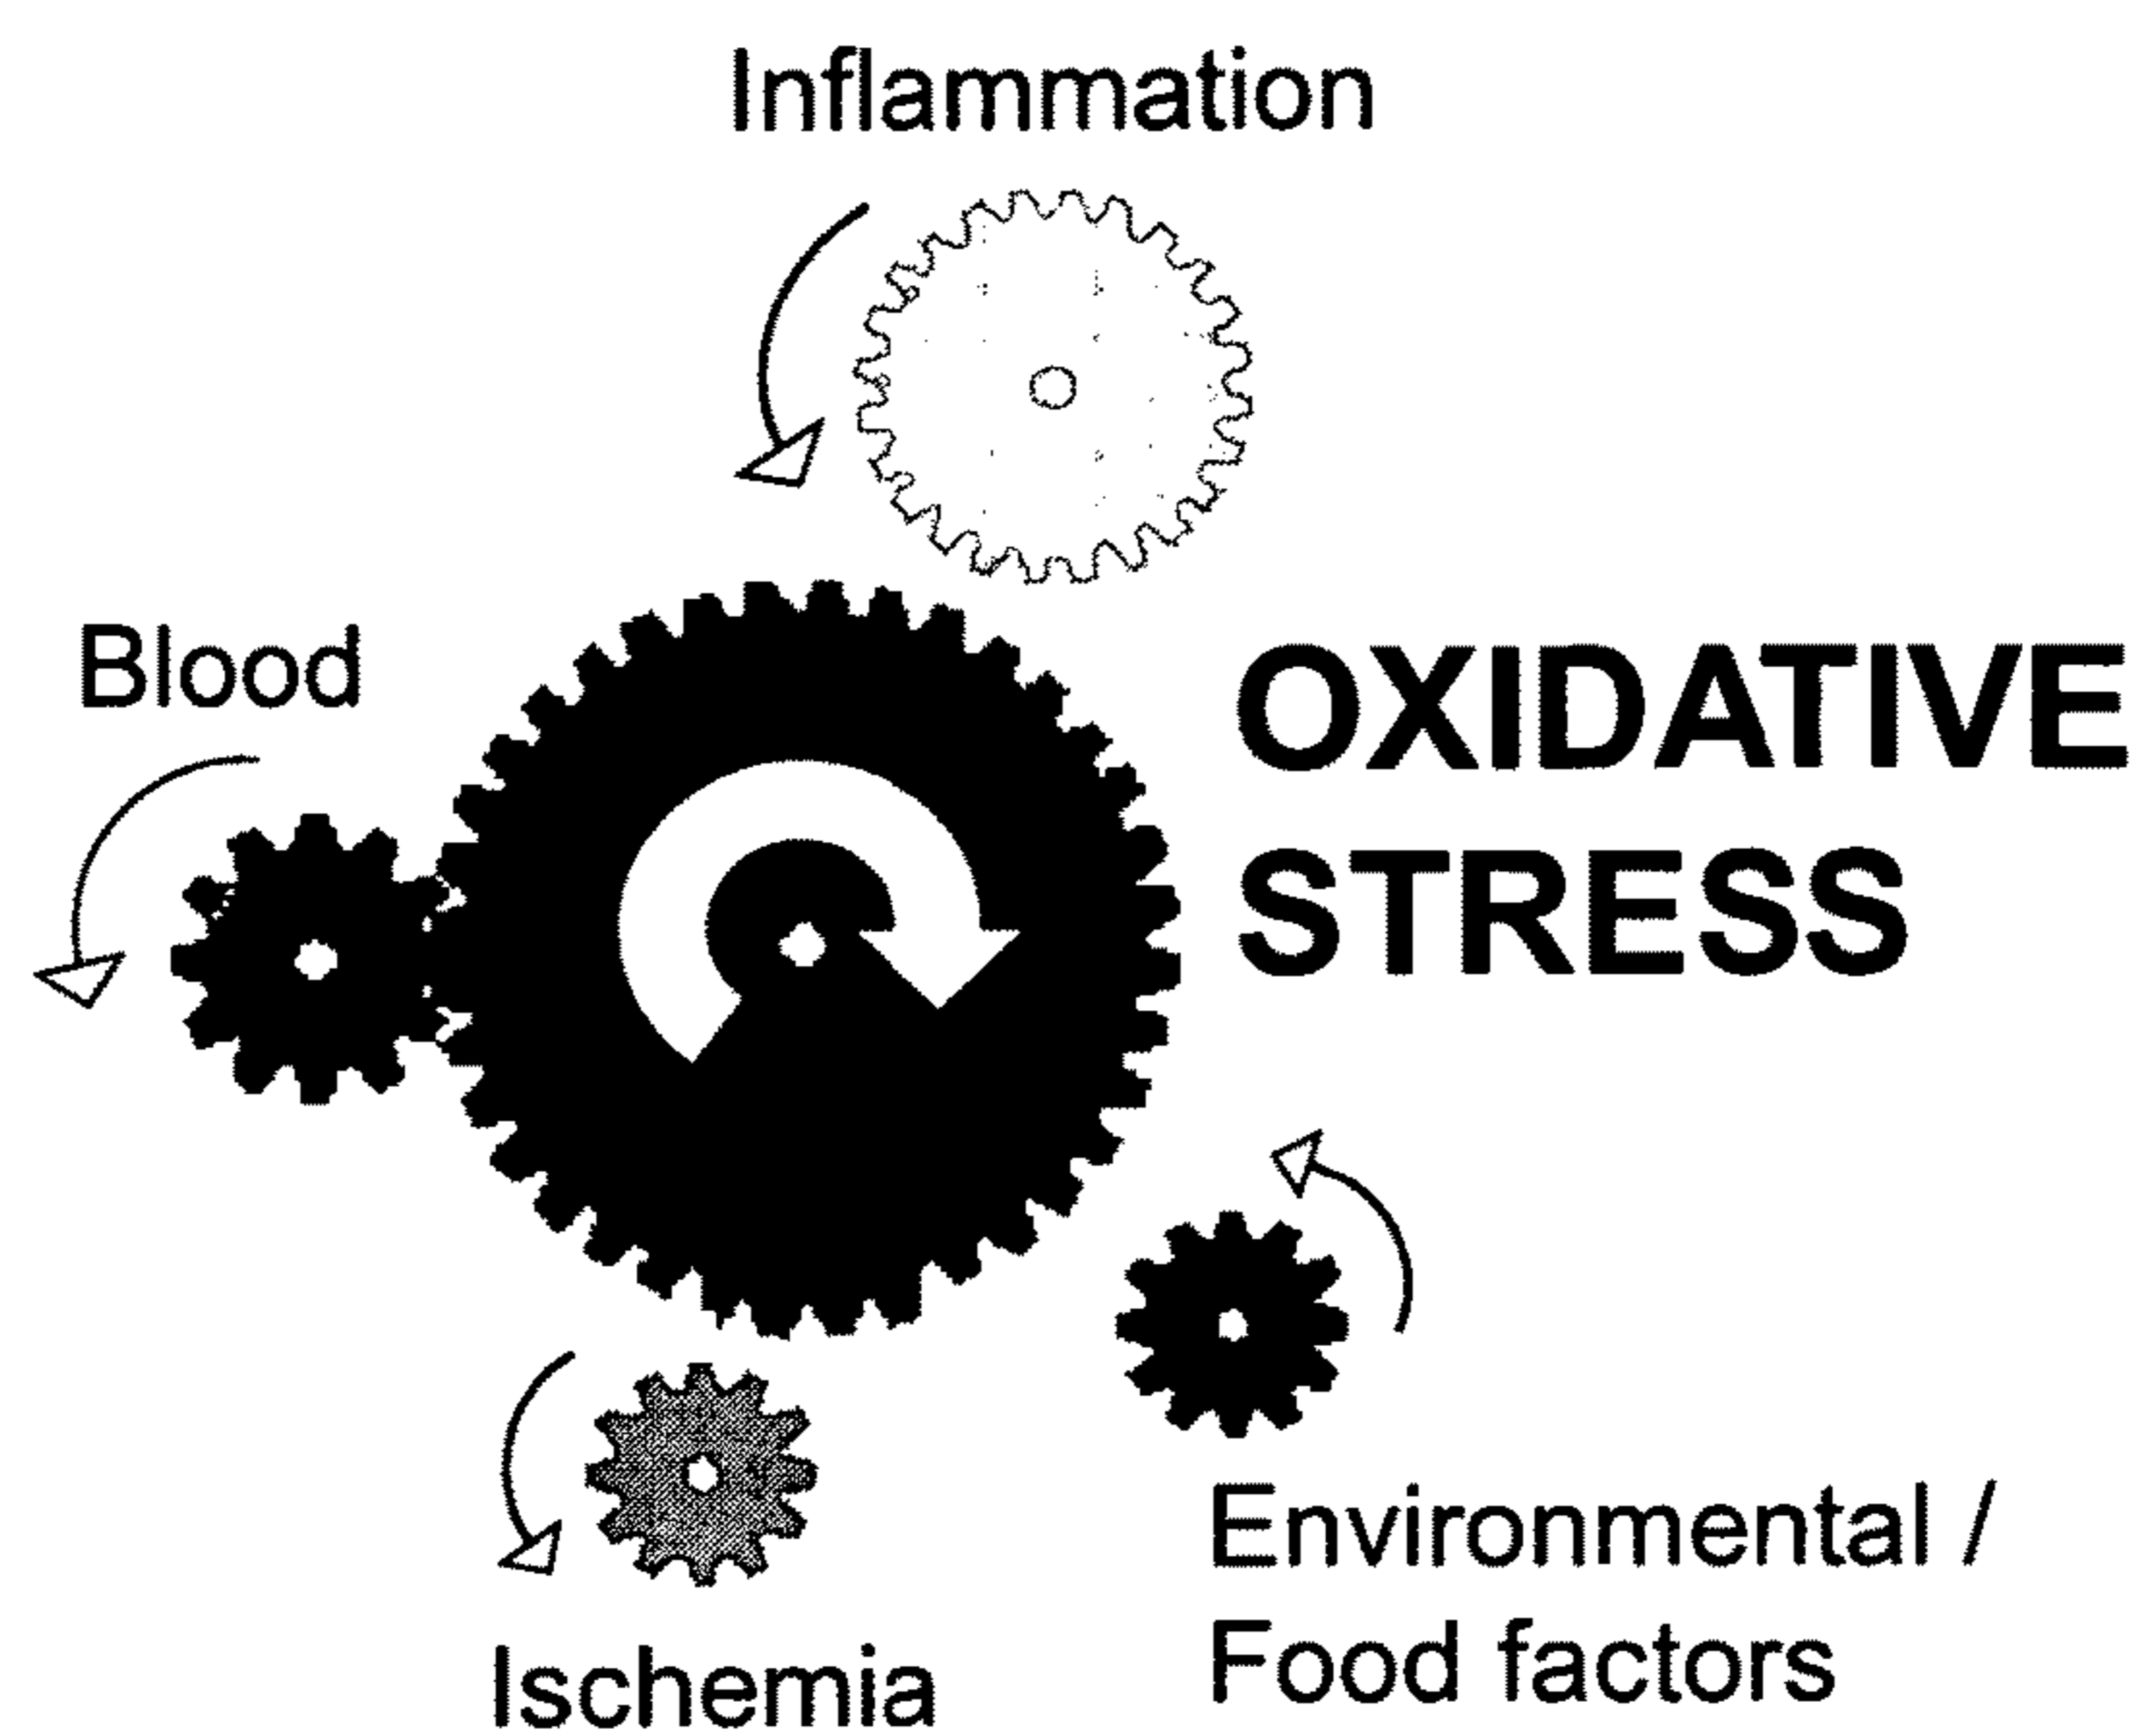 Inflammation
Blood
OXIDATIVE
STRESS
Environmental /
Food factors
Ischemia